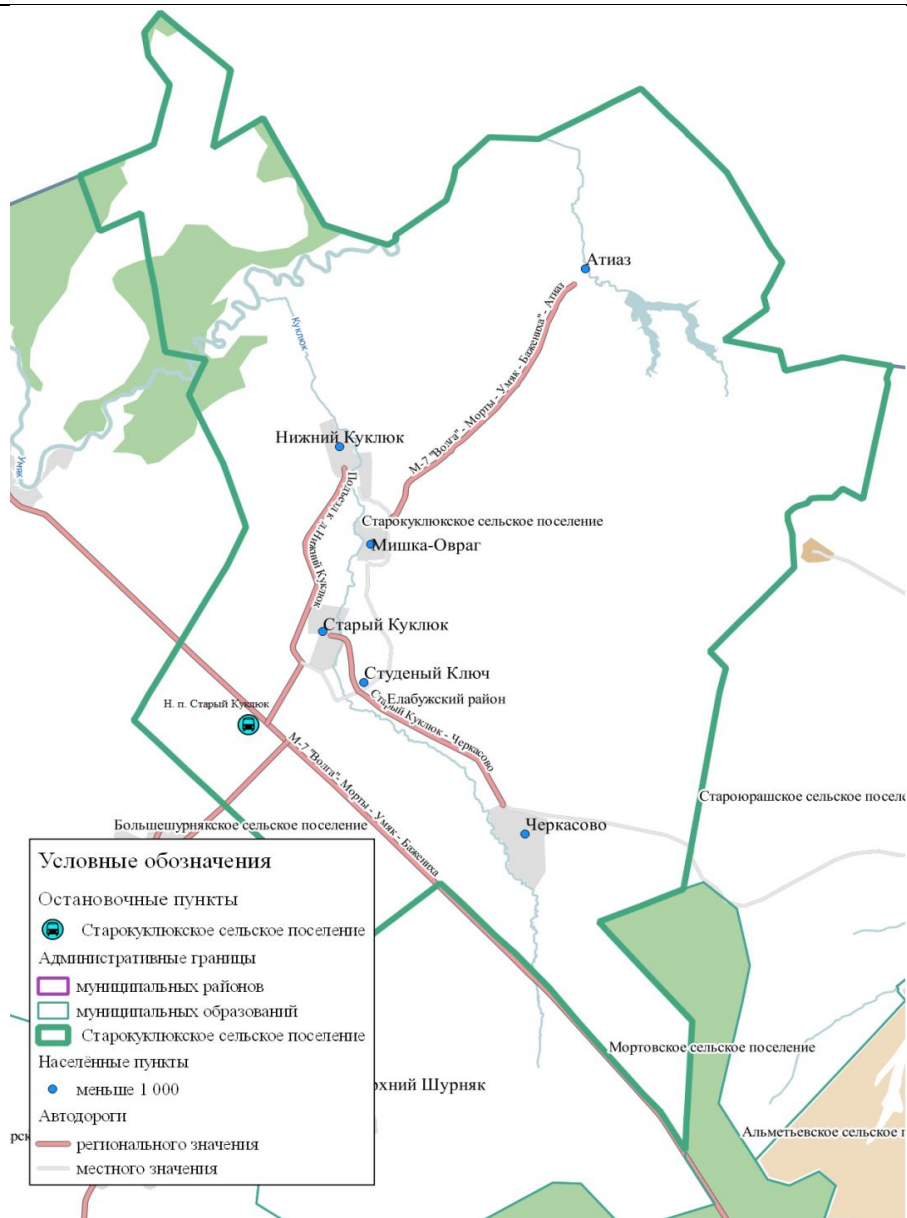 Атиаз
М-7 "Волга" - Морты - Умяк - Бажениха" - Атиаз
Куклюк
Нижний Куклюк
Умяк
Подъезд к д.Нижний Куклюк
Старокуклюкское сельское поселение
Мишка-Овраг
Старый Куклюк
Студеный Ключ
Елабужский район
Старый Куклюк - Черкасово
Н. п. Старый Куклюк
М-7 "Волга"- Морты - Умяк - Бажениха
Староюрашское сельское посел
Большешурнякское сельское поселение
Черкасово
Условные обозначения
Остановочные пункты
Старокуклюкское сельское поселение
Административные границы
муниципальных районов
муниципальных образований
Старокуклюкское сельское поселение
Населённые пункты
меньше 1 000
Автодороги
регионального значения
местного значения
Мортовское сельское поселение
рхний Шурняк
Альметьевское сельское п